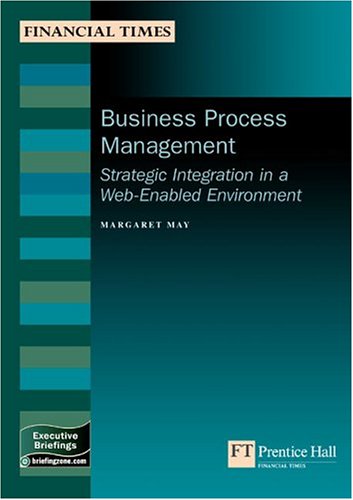 FINANCIAL TIMES
Business Process
Management
Strategic Integration in a
Web-Enabled Environment
MARGARET MAY
Executive
Briefings
@ briefingzone.com
FT Prentice Hall
FINANCIAL TIMES